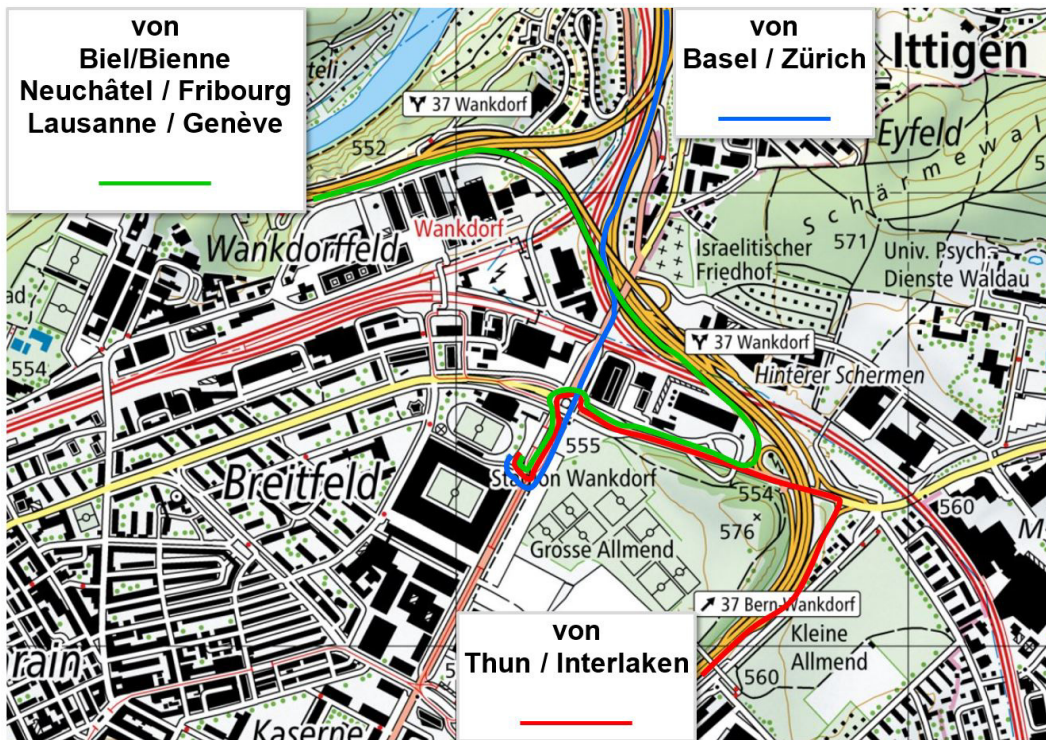 von
Biel/Bienne
Neuchâtel / Fribourg
Lausanne / Genève
von
Basel / Zürich
Ittigen
Eyfeld
37 Wankdorf
552
Schärmewal
Wankdorf
Wankdorffeld
Israelitischer
Friedhof
571
Univ. Psych.
Dienste Waldau
554
37 Wankdorf
Hinterer Schermen
555
Breitfeld
Wankdorf
554
560
576
Grosse Allmend
37 Bern-Wankdorf
von
Thun / Interlaken
Kleine
Allmend
560
rain
Kaserne